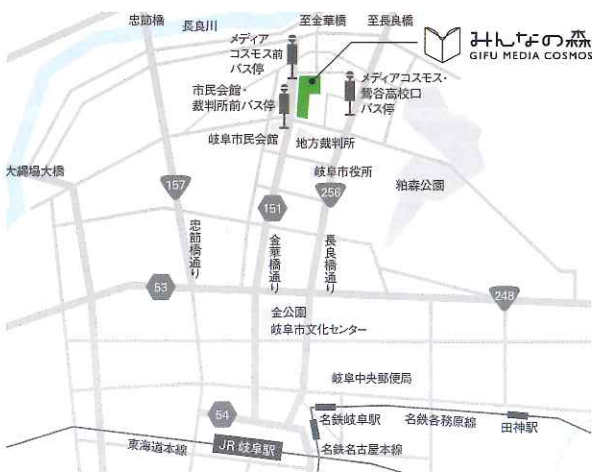 忠節橋
長良川
至金華橋
至長良橋
みんなの森
GIFU MEDIA COSMOS
メディア
コスモス前
バス停
メディアコスモス・
鶯谷高校口
バス停
市民会館・
裁判所前バス停
岐阜市民会館
地方裁判所
大縄場大橋
岐阜市役所
粕森公園
157
151
256
忠節橋通り
金華橋通り
長良橋通り
53
248
金公園
岐阜市文化センター
岐阜中央郵便局
54
名鉄岐阜駅
名鉄各務原線
田神駅
東海道本線
JR 岐阜駅
名鉄名古屋本線